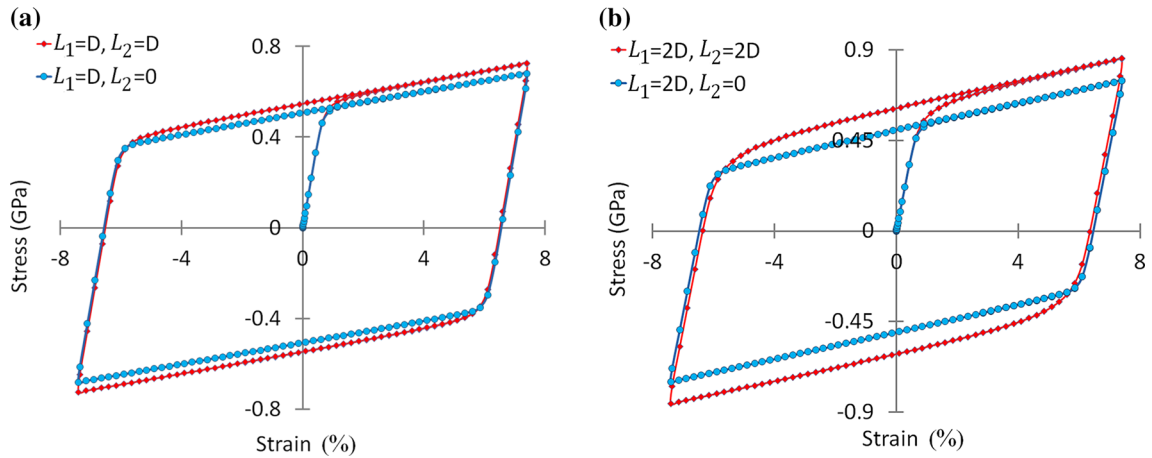 (a)
L₁=D, L₂=D
L₁=D, L₂=0
0.8
0.4
0
-0.4
-0.8
-8
-4
0
4
8
Stress (GPa)
Strain (%)
(b)
L₁=2D, L₂=2D
L₁=2D, L₂=0
0.9
0.45
0
-0.45
-0.9
-8
-4
0
4
8
Stress (GPa)
Strain (%)